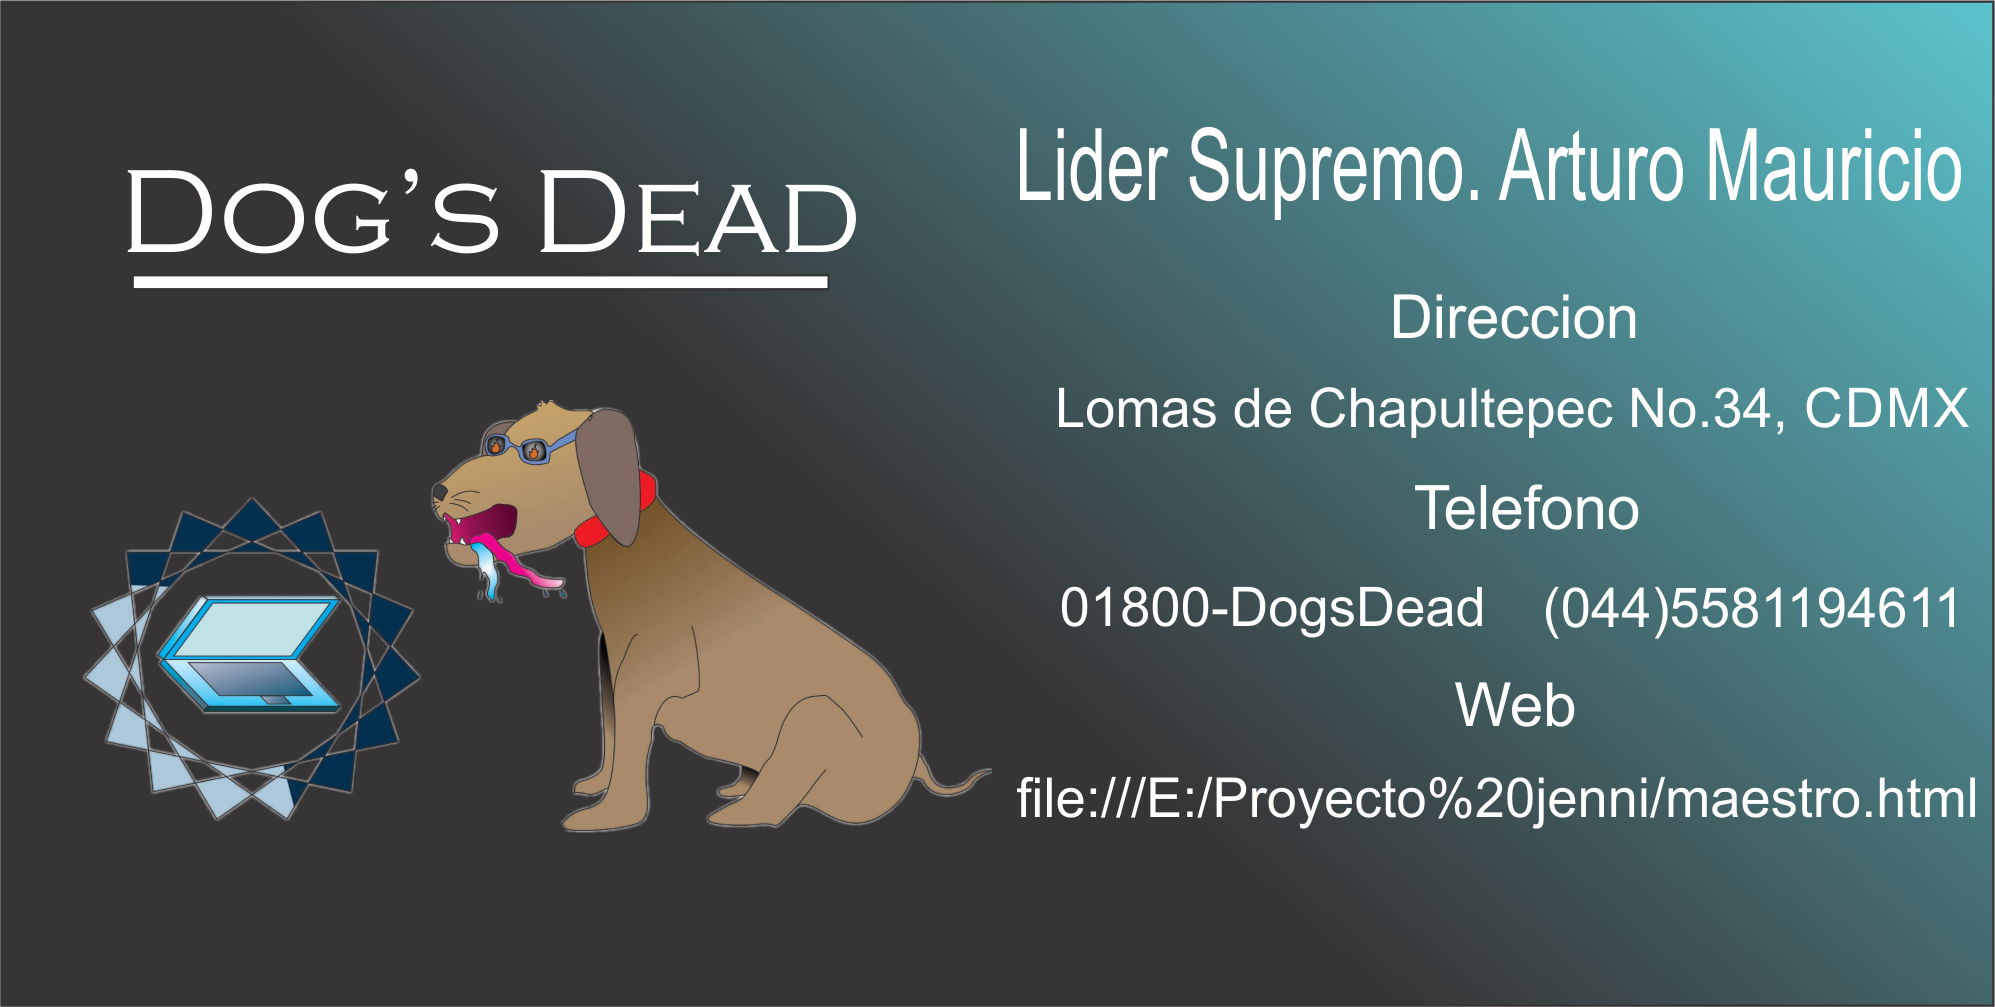 Dog's Dead
Lider Supremo. Arturo Mauricio
Direccion
Lomas de Chapultepec No.34, CDMX
Telefono
01800-DogsDead (044)5581194611
Web
file:///E:/Proyecto%20jenni/maestro.html